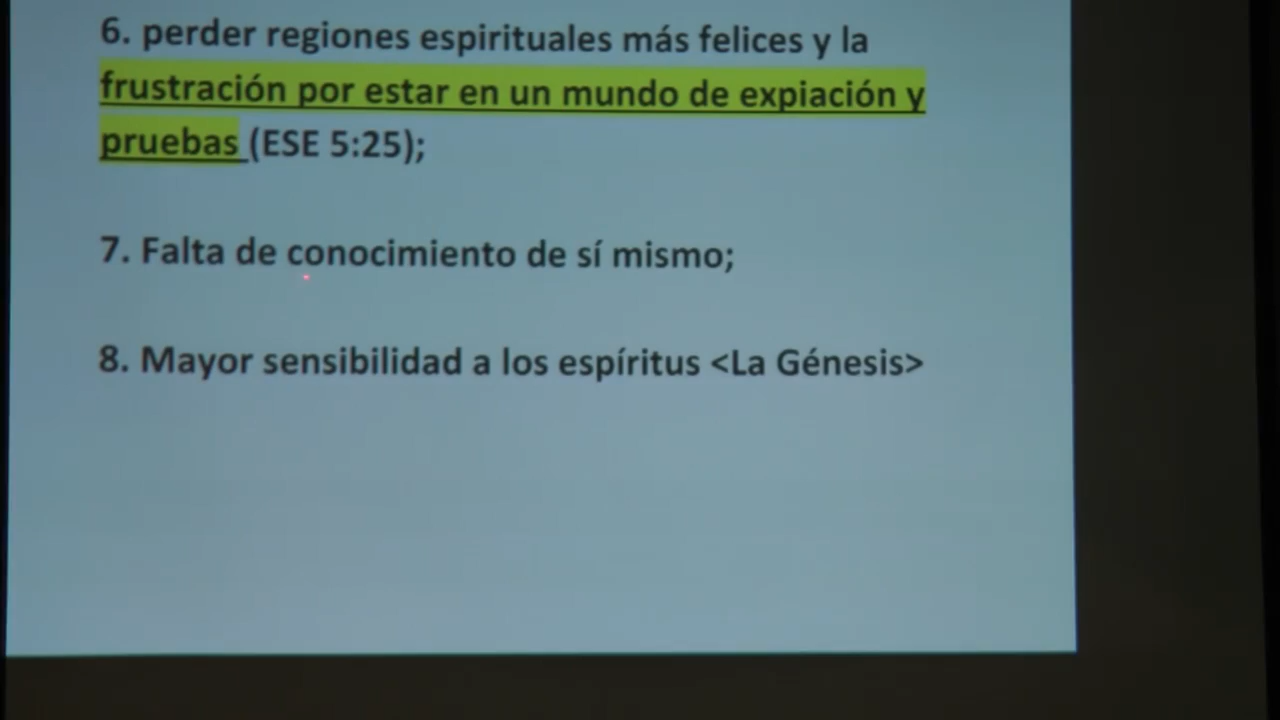 6. perder regiones espirituales más felices y la
frustración por estar en un mundo de expiación y
pruebas (ESE 5:25);
7. Falta de conocimiento de sí mismo;
8. Mayor sensibilidad a los espíritus <La Génesis>